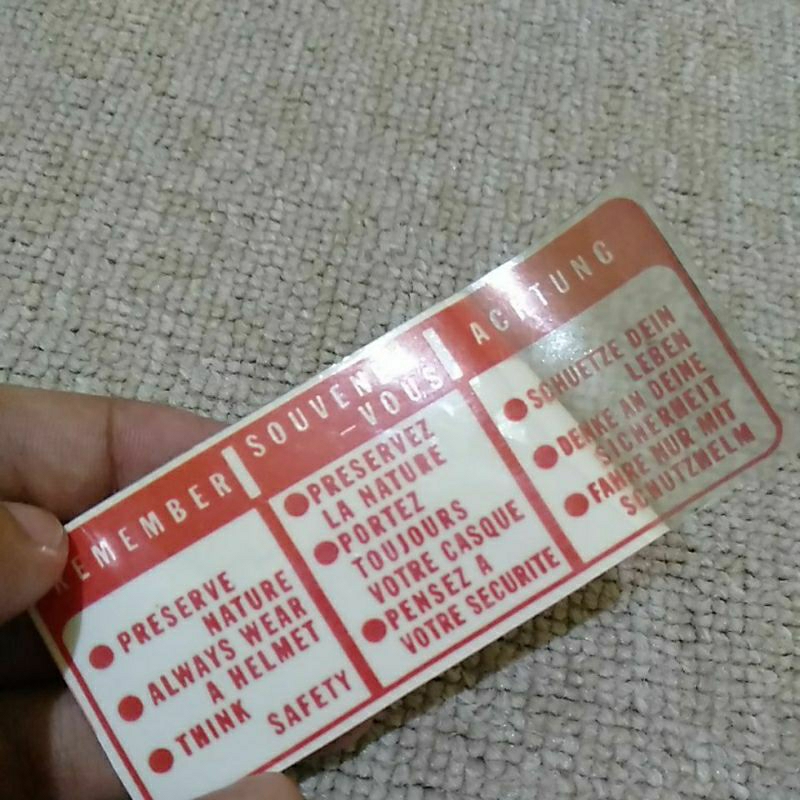 REMEMBER
PRESERVE
NATURE
ALWAYS WEAR
A HELMET
THINK
SAFETY
SOUVENEZ
–VOUS
PRESERVEZ
LA NATURE
PORTEZ
TOUJOURS
VOTRE CASQUE
PENSEZ A
VOTRE SECURITE
ACHTUNG
SCHUETZE DEIN
LEBEN
DENKE AN DEINE
SICHERHEIT
FAHRE NUR MIT
SCHUTZHELM